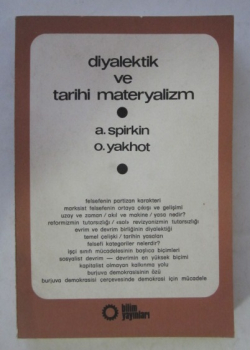 diyalektik
ve
tarihi materyalizm
a. spirkin
o. yakhot
felsefenin partizan karakteri
marksist felsefenin ortaya çıkışı ve gelişimi
uzay ve zaman / akıl ve makine / yasa nedir?
reformizmin tutarsızlığı / revizyonizmin tutarsızlığı
evrim ve devrim birliğinin diyalektiği
temel çelişki / tarihin yasaları
felsefi kategoriler nelerdir?
işçi sınıfı mücadelesinin başlıca biçimleri
sosyalist devrim — devrimin en yüksek biçimi
kapitalist olmayan kalkınma yolu
burjuva demokrasisinin özü
burjuva demokrasisi çerçevesinde demokrasi için mücadele
bilim
yayınları